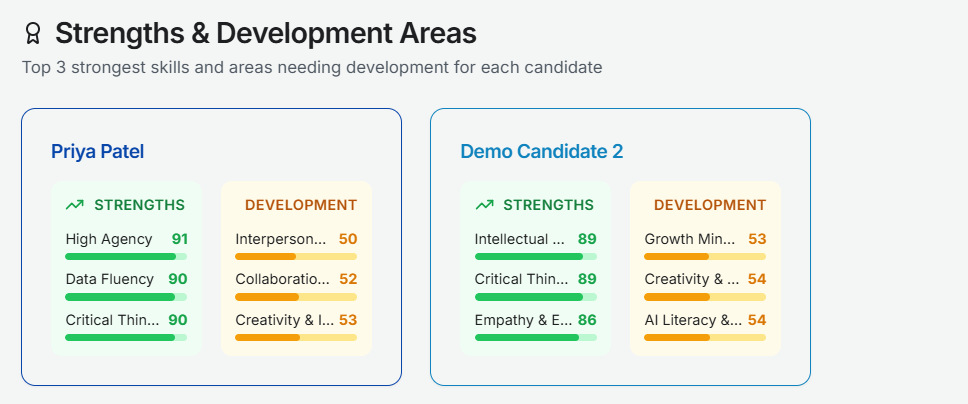 Strengths & Development Areas
Top 3 strongest skills and areas needing development for each candidate
Priya Patel
STRENGTHS
High Agency 91
Data Fluency 90
Critical Thin... 90
DEVELOPMENT
Interperson... 50
Collaboratio... 52
Creativity & I... 53
Demo Candidate 2
STRENGTHS
Intellectual ... 89
Critical Thin... 89
Empathy & E... 86
DEVELOPMENT
Growth Min... 53
Creativity & ... 54
AI Literacy &... 54